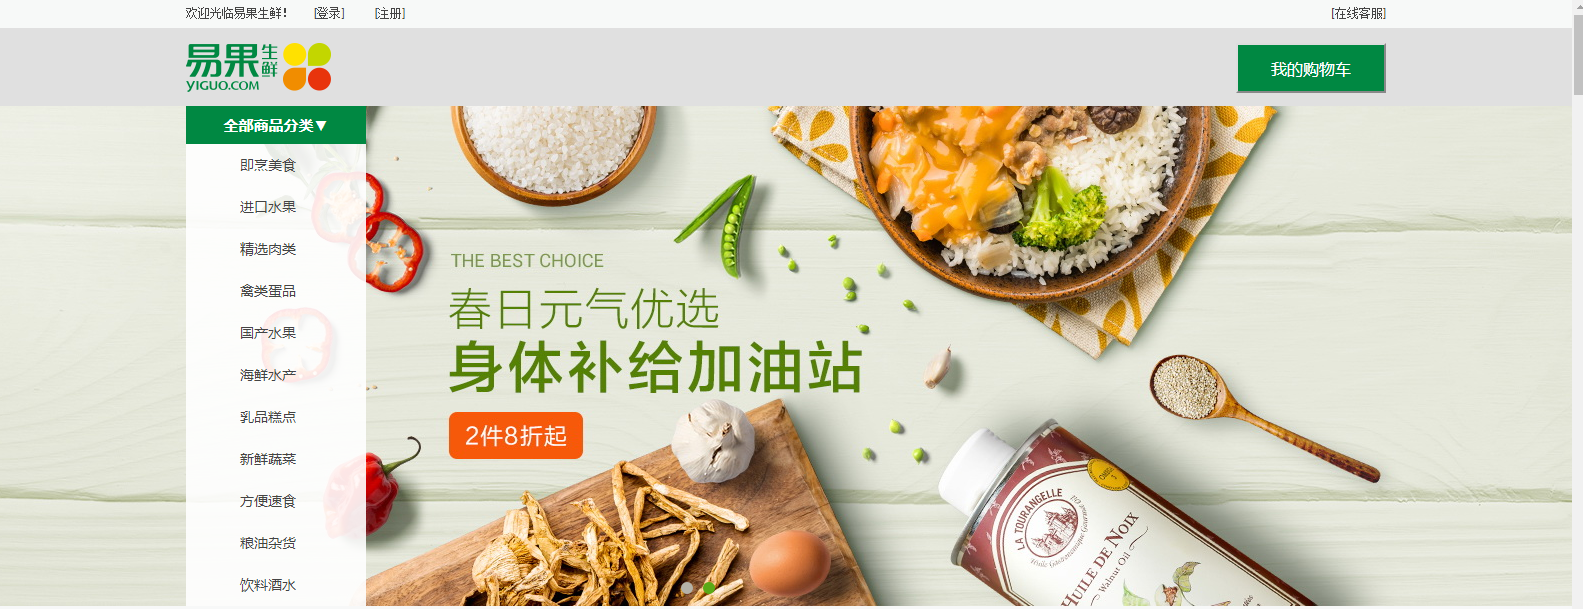 欢迎光临易果生鲜! [登录] [注册] [在线客服]
易果生鲜
YIGUO.COM
我的购物车
全部商品分类▼
即烹美食
进口水果
精选肉类
禽类蛋品
国产水果
海鲜水产
乳品糕点
新鲜蔬菜
方便速食
粮油杂货
饮料酒水
THE BEST CHOICE
春日元气优选
身体补给加油站
2件8折起
LA TOURANGELLE
HUILE DE NOIX
Walnut Oil